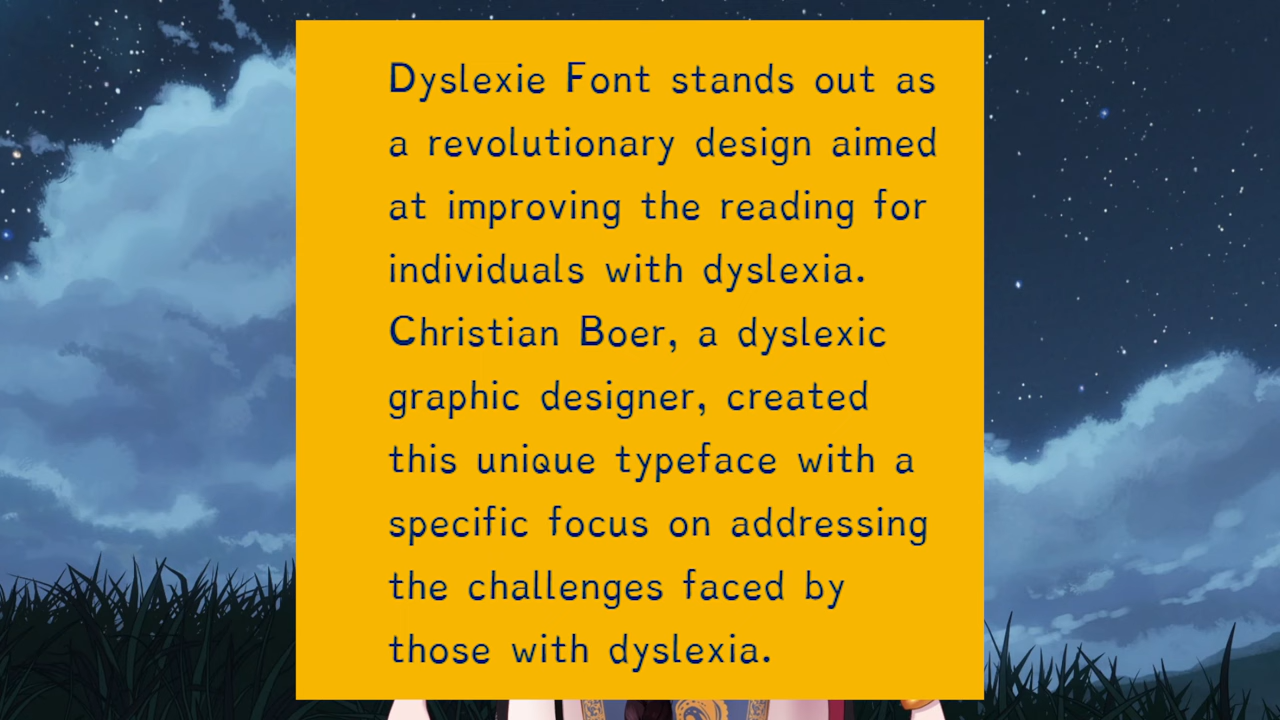 Dyslexie Font stands out as
a revolutionary design aimed
at improving the reading for
individuals with dyslexia.
Christian Boer, a dyslexic
graphic designer, created
this unique typeface with a
specific focus on addressing
the challenges faced by
those with dyslexia.